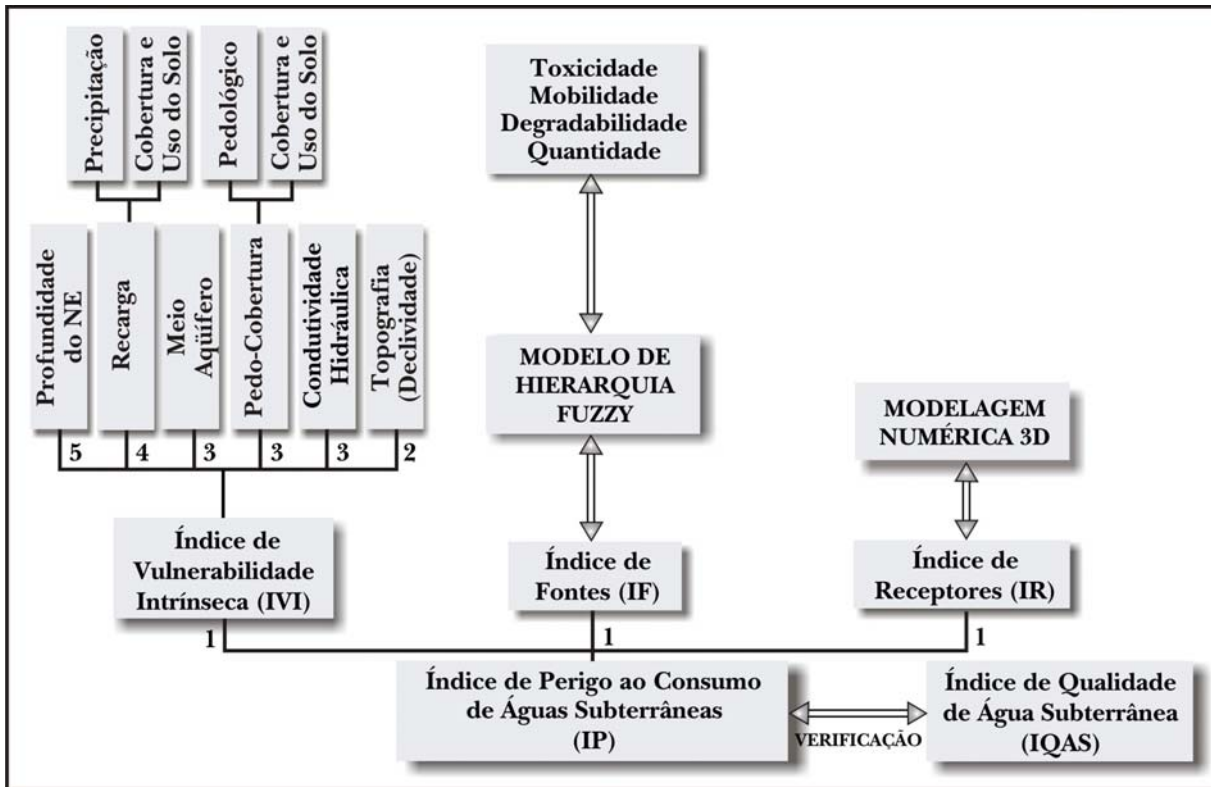 Precipitação
Cobertura e
Uso do Solo
Pedológico
Cobertura e
Uso do Solo
Toxicidade
Mobilidade
Degradabilidade
Quantidade
Profundidade
do NE
Recarga
Meio
Aqüífero
Pedo-Cobertura
Condutividade
Hidráulica
Topografia
(Declividade)
MODELO DE
HIERARQUIA
FUZZY
MODELAGEM
NUMÉRICA 3D
5
4
3
3
3
2
Índice de
Vulnerabilidade
Intrínseca (IVI)
Índice de
Fontes (IF)
Índice de
Receptores (IR)
1
1
1
Índice de Perigo ao Consumo
de Águas Subterrâneas
(IP)
VERIFICAÇÃO
Índice de Qualidade
de Água Subterrânea
(IQAS)